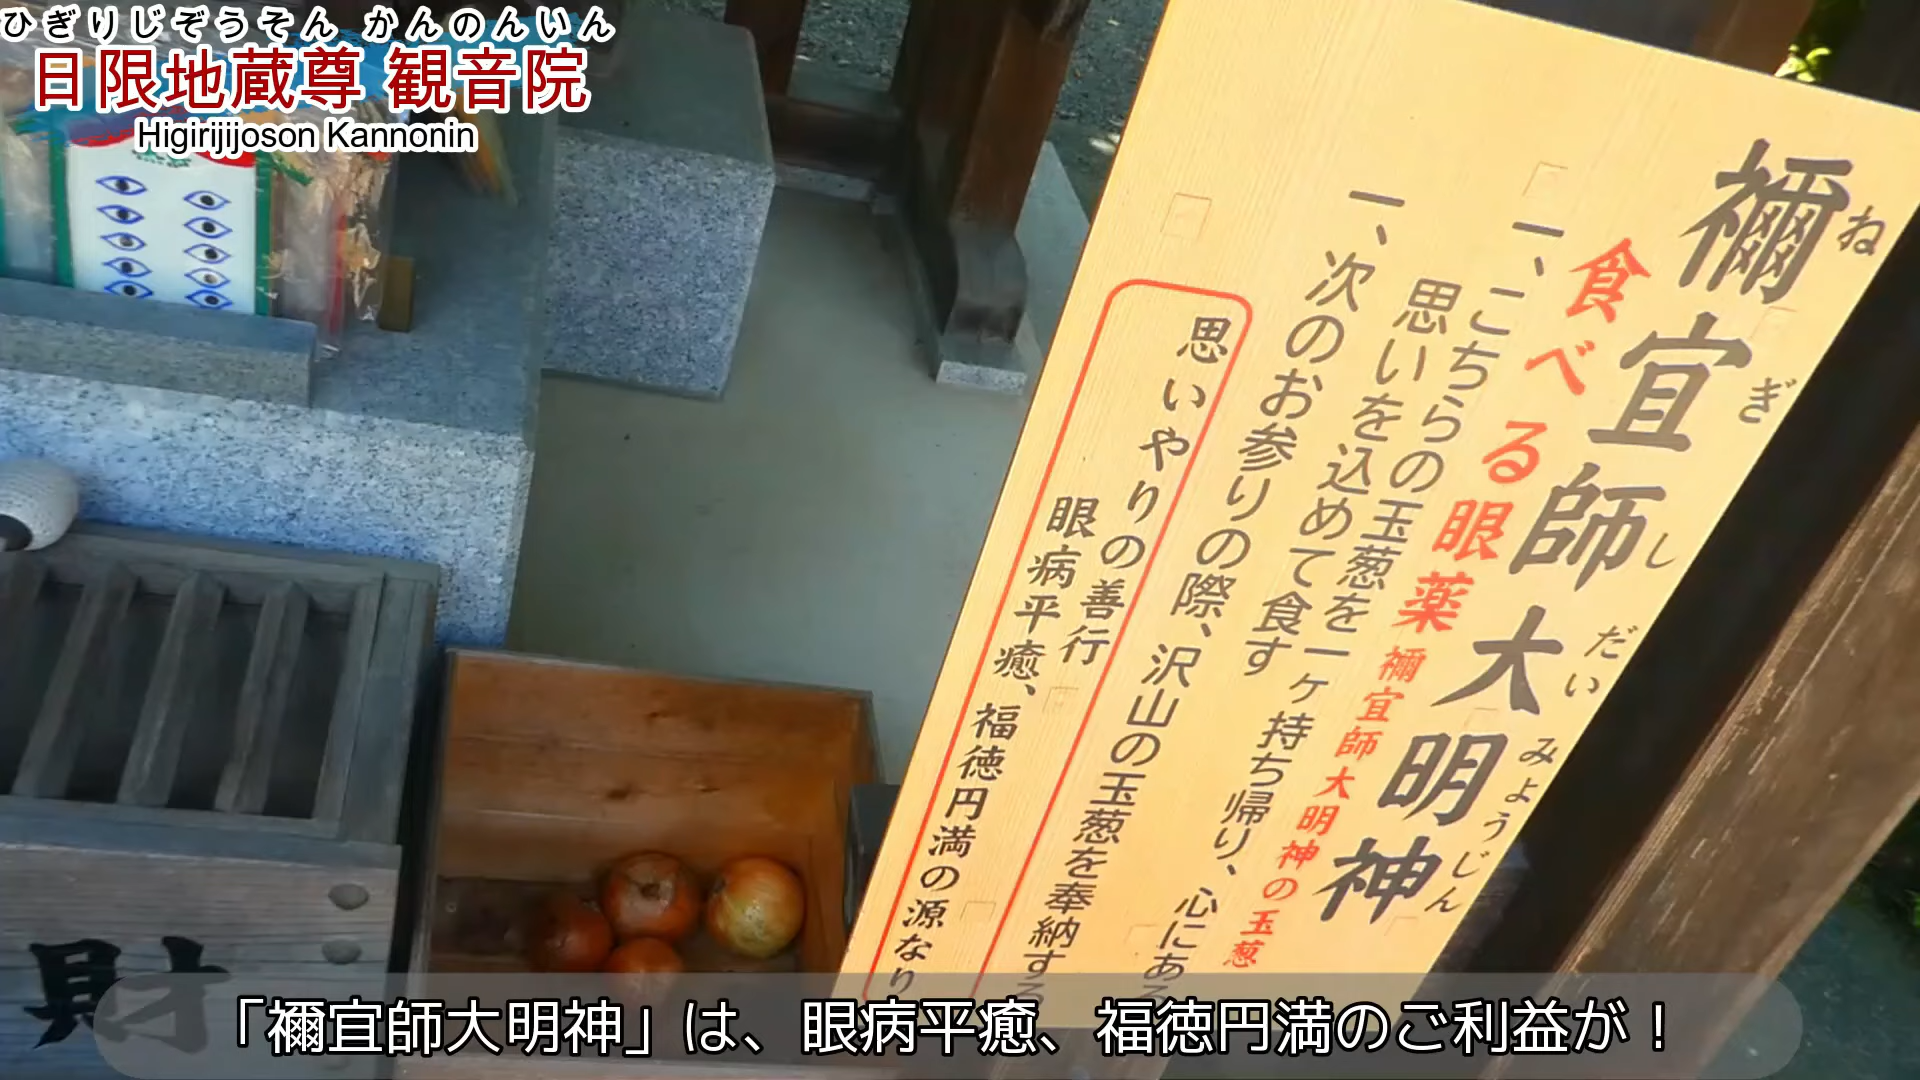 ひぎりじぞうそん かんのんいん
日限地蔵尊 観音院
Higirijijoson Kannonin
禰宜師大明神
ねぎしだいみょうじん
食べる眼薬 禰宜師大明神の玉葱
一、こちらの玉葱を一ヶ持ち帰り、心にある
思いを込めて食す
一、次のお参りの際、沢山の玉葱を奉納する
思いやりの善行
眼病平癒、福徳円満の源なり
財
「禰宜師大明神」は、眼病平癒、福徳円満のご利益が！